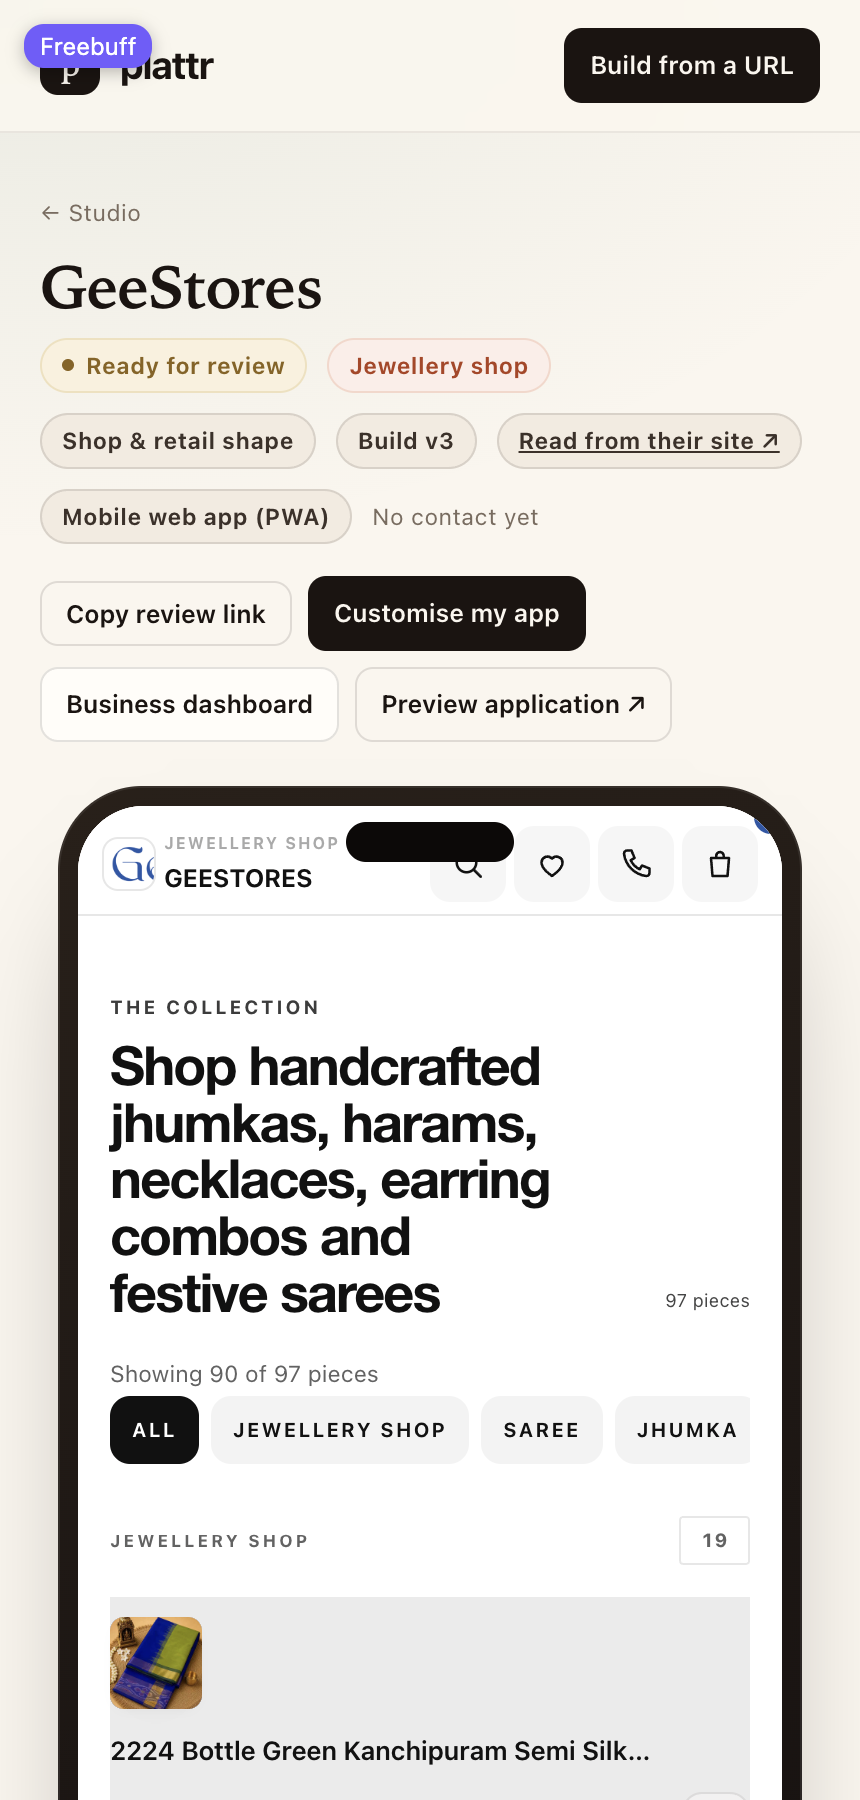 Freebuff
plattr
Build from a URL
← Studio
GeeStores
Ready for review
Jewellery shop
Shop & retail shape
Build v3
Read from their site ↗
Mobile web app (PWA)
No contact yet
Copy review link
Customise my app
Business dashboard
Preview application ↗
JEWELLERY SHOP
GEESTORES
THE COLLECTION
Shop handcrafted
jhumkas, harams,
necklaces, earring
combos and
festive sarees
97 pieces
Showing 90 of 97 pieces
ALL
JEWELLERY SHOP
SAREE
JHUMKA
JEWELLERY SHOP
19
2224 Bottle Green Kanchipuram Semi Silk...